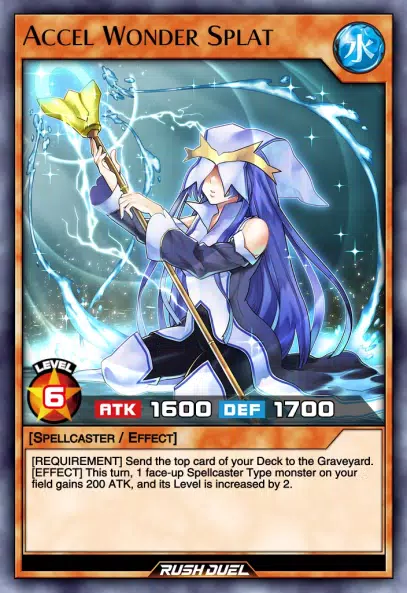 Accel Wonder Splat
水
LEVEL
6
ATK 1600 DEF 1700
[Spellcaster / Effect]
[REQUIREMENT] Send the top card of your Deck to the Graveyard.
[EFFECT] This turn, 1 face-up Spellcaster Type monster on your
field gains 200 ATK, and its Level is increased by 2.
RUSH DUEL